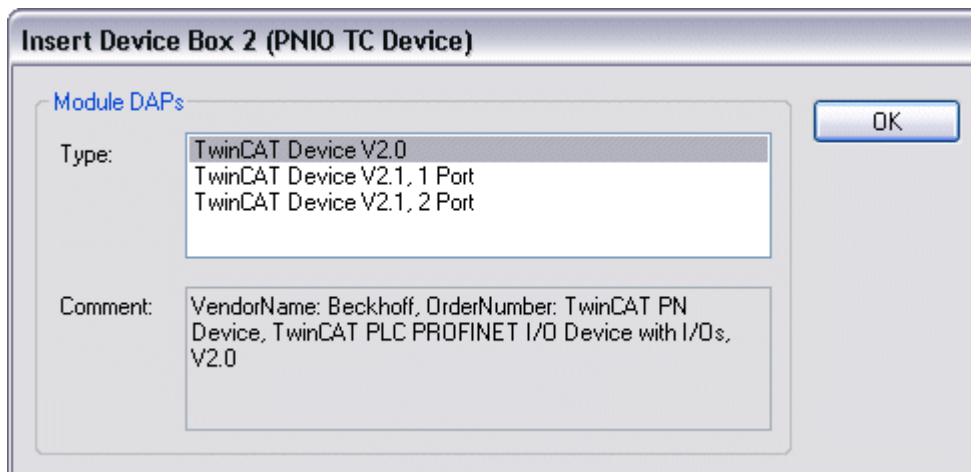 Insert Device Box 2 (PNIO TC Device)
Module DAPs
OK
Type:
TwinCAT Device V2.0
TwinCAT Device V2.1, 1 Port
TwinCAT Device V2.1, 2 Port
Comment:
VendorName: Beckhoff, OrderNumber: TwinCAT PN
Device, TwinCAT PLC PROFINET I/O Device with I/Os,
V2.0